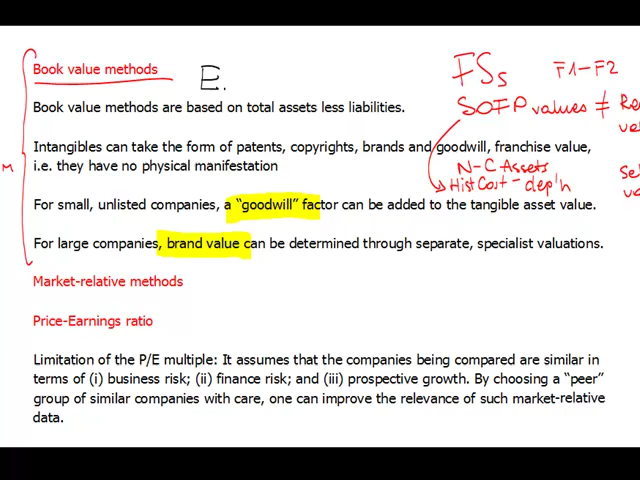 Book value methods
E.
FSs F1-F2
SOFP values ≠
Book value methods are based on total assets less liabilities.
Intangibles can take the form of patents, copyrights, brands and goodwill, franchise value,
i.e. they have no physical manifestation
N-C Assets
M
Hist Cost - dep'n
For small, unlisted companies, a "goodwill" factor can be added to the tangible asset value.
For large companies, brand value can be determined through separate, specialist valuations.
Market-relative methods
Price-Earnings ratio
Limitation of the P/E multiple: It assumes that the companies being compared are similar in
terms of (i) business risk; (ii) finance risk; and (iii) prospective growth. By choosing a "peer"
group of similar companies with care, one can improve the relevance of such market-relative
data.